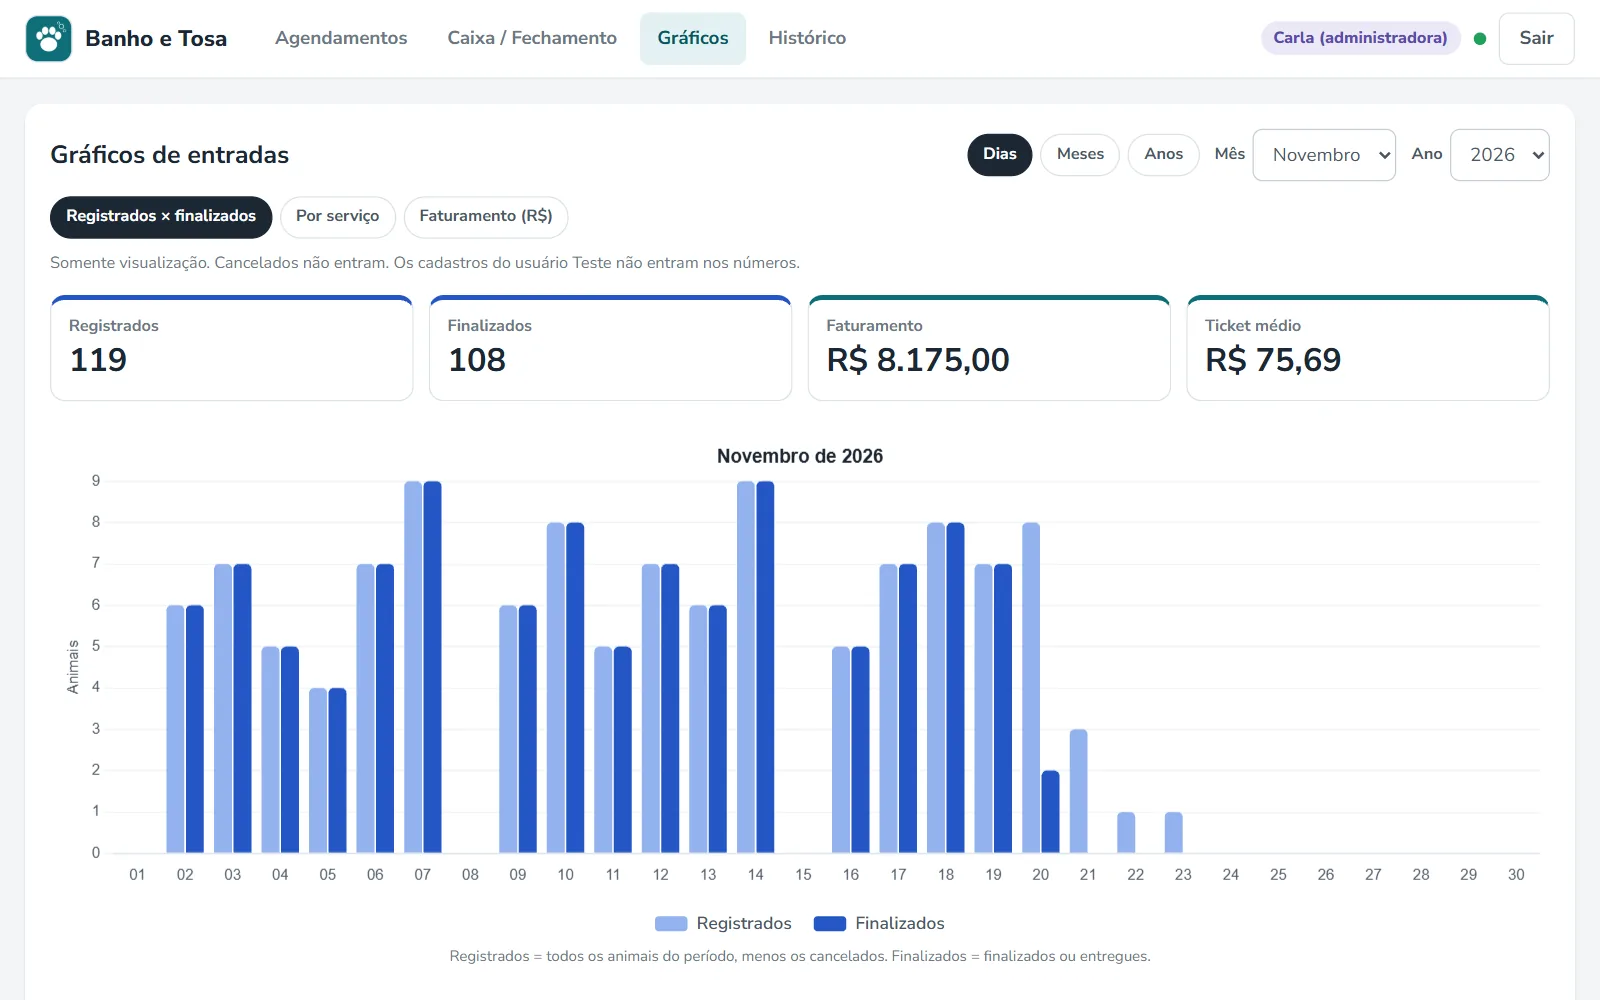 Banho e Tosa Agendamentos Caixa / Fechamento Gráficos Histórico Carla (administradora) Sair
Gráficos de entradas Dias Meses Anos Mês Novembro Ano 2026
Registrados × finalizados Por serviço Faturamento (R$)
Somente visualização. Cancelados não entram. Os cadastros do usuário Teste não entram nos números.
Registrados Finalizados Faturamento Ticket médio
119 108 R$ 8.175,00 R$ 75,69
Novembro de 2026
9
8
7
6
5
4
3
2
1
0
Animais
01 02 03 04 05 06 07 08 09 10 11 12 13 14 15 16 17 18 19 20 21 22 23 24 25 26 27 28 29 30
Registrados Finalizados
Registrados = todos os animais do período, menos os cancelados. Finalizados = finalizados ou entregues.